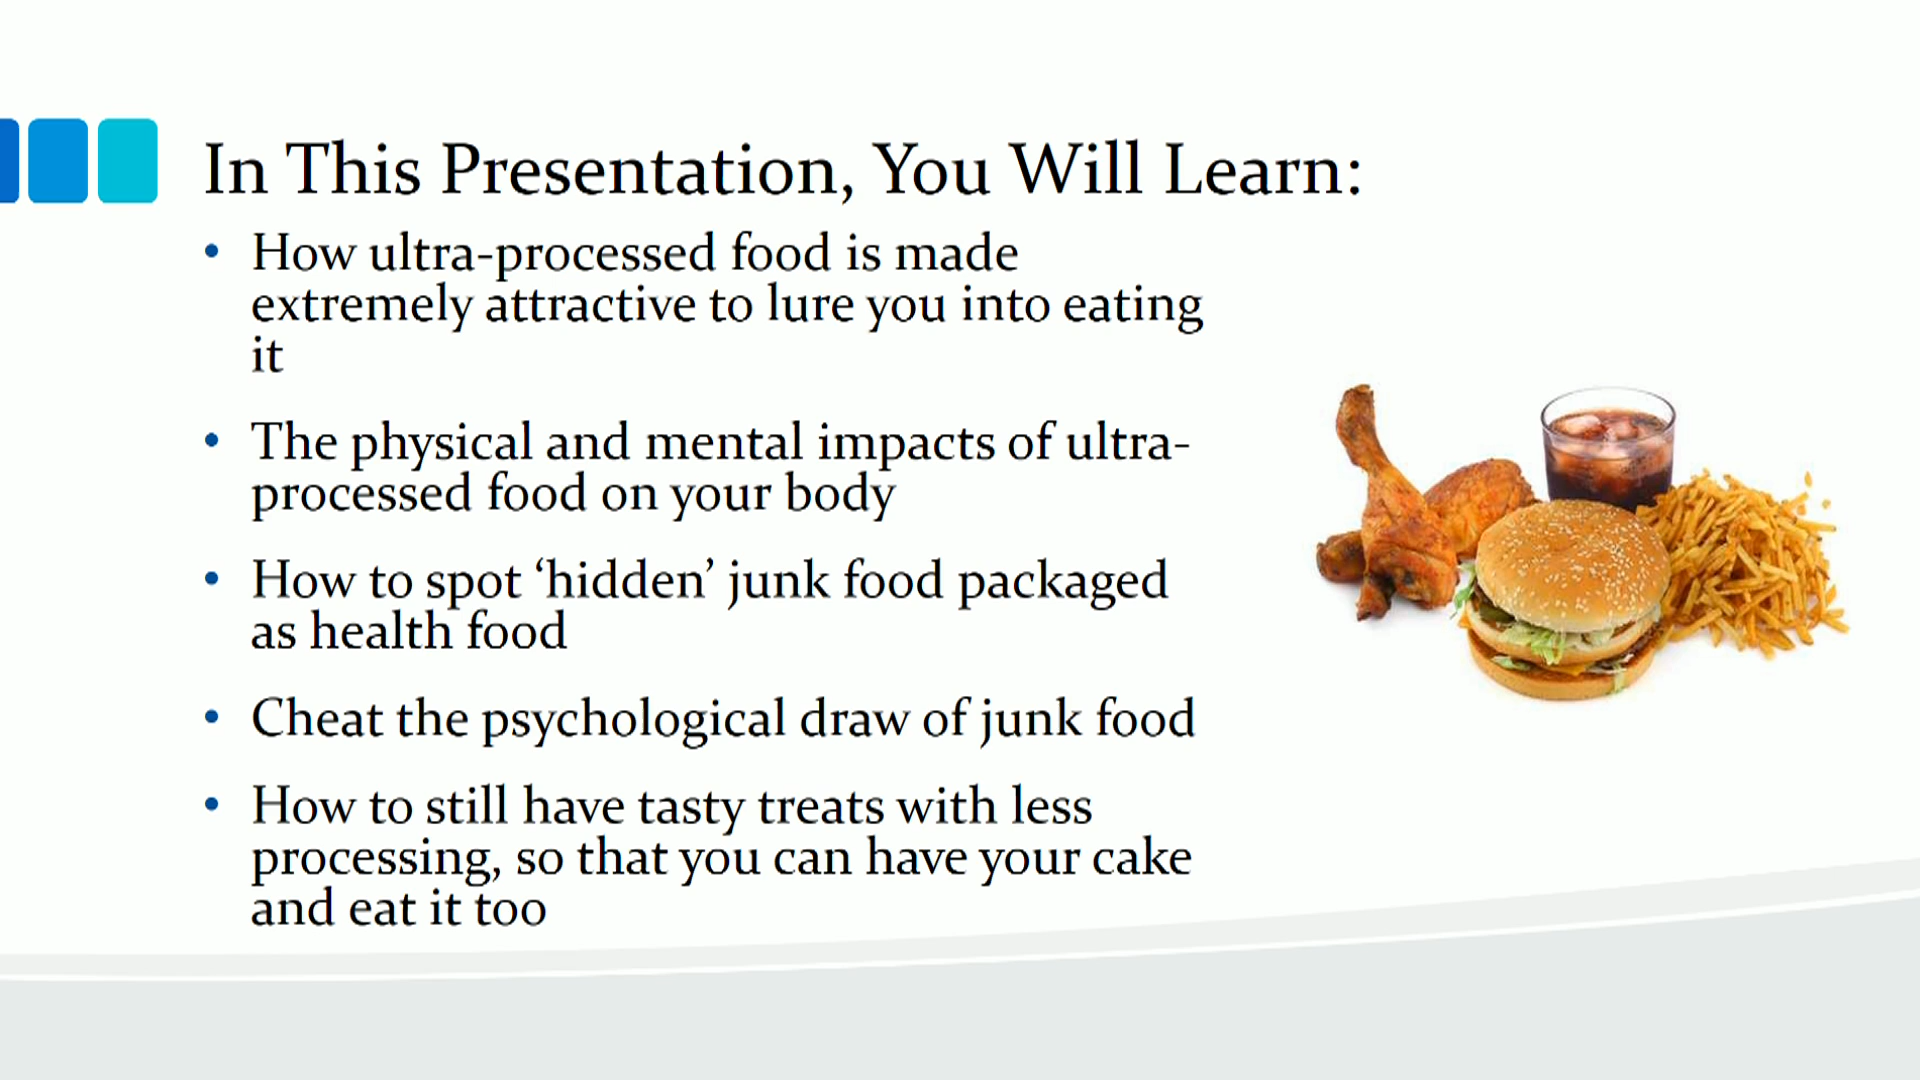 In This Presentation, You Will Learn:
• How ultra-processed food is made
extremely attractive to lure you into eating
it
• The physical and mental impacts of ultra-
processed food on your body
• How to spot ‘hidden’ junk food packaged
as health food
• Cheat the psychological draw of junk food
• How to still have tasty treats with less
processing, so that you can have your cake
and eat it too